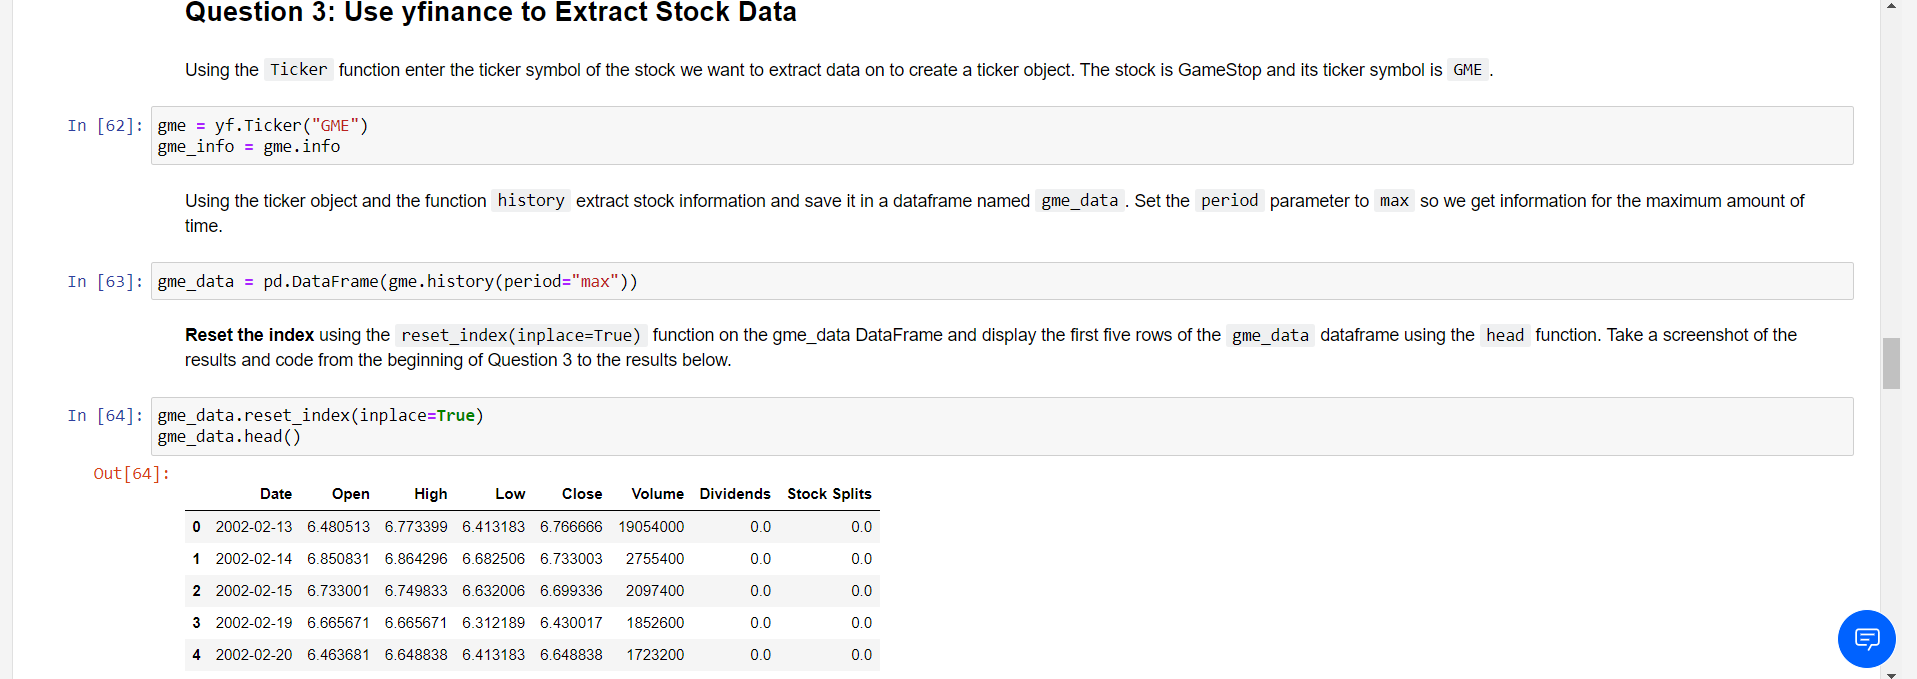 Question 3: Use yfinance to Extract Stock Data
Using the Ticker function enter the ticker symbol of the stock we want to extract data on to create a ticker object. The stock is GameStop and its ticker symbol is GME .
In [62]: gme = yf.Ticker("GME")
gme_info = gme.info
Using the ticker object and the function history extract stock information and save it in a dataframe named gme_data . Set the period parameter to max so we get information for the maximum amount of
time.
In [63]: gme_data = pd.DataFrame(gme.history(period="max"))
Reset the index using the reset_index(inplace=True) function on the gme_data DataFrame and display the first five rows of the gme_data dataframe using the head function. Take a screenshot of the
results and code from the beginning of Question 3 to the results below.
In [64]: gme_data.reset_index(inplace=True)
gme_data.head()
Out[64]:
Date Open High Low Close Volume Dividends Stock Splits
0 2002-02-13 6.480513 6.773399 6.413183 6.766666 19054000 0.0 0.0
1 2002-02-14 6.850831 6.864296 6.682506 6.733003 2755400 0.0 0.0
2 2002-02-15 6.733001 6.749833 6.632006 6.699336 2097400 0.0 0.0
3 2002-02-19 6.665671 6.665671 6.312189 6.430017 1852600 0.0 0.0
4 2002-02-20 6.463681 6.648838 6.413183 6.648838 1723200 0.0 0.0